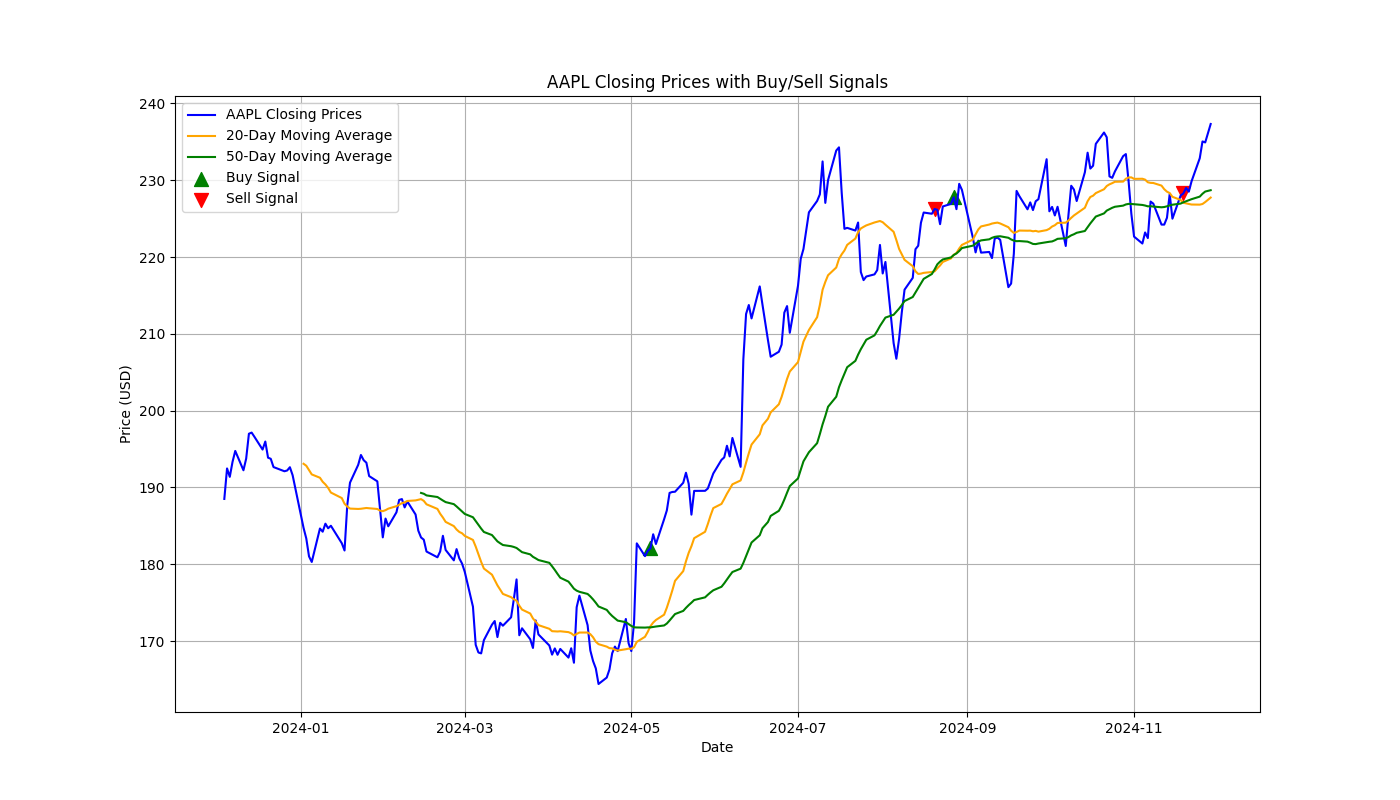 AAPL Closing Prices with Buy/Sell Signals
AAPL Closing Prices
20-Day Moving Average
50-Day Moving Average
Buy Signal
Sell Signal
Price (USD)
240
230
220
210
200
190
180
170
2024-01 2024-03 2024-05 2024-07 2024-09 2024-11
Date